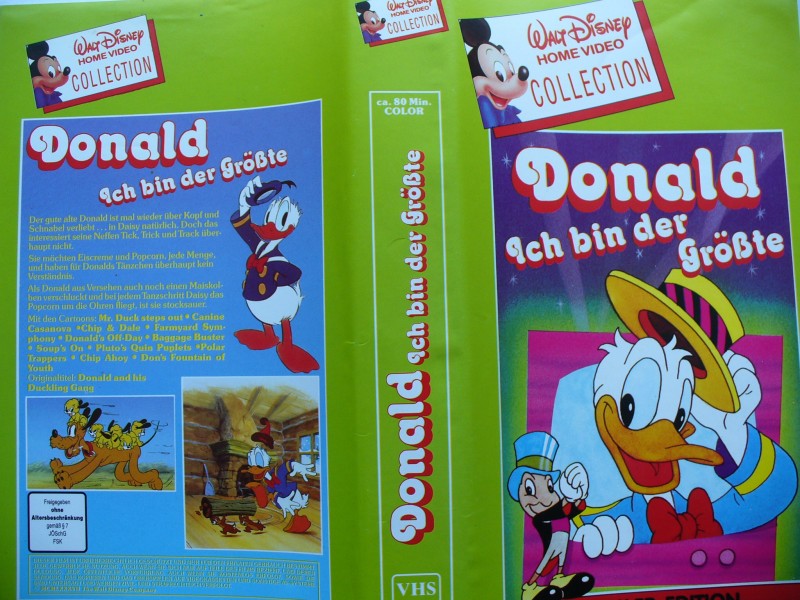 WALT DISNEY
HOME VIDEO
COLLECTION
Donald
Ich bin der Größte
Der gute alte Donald ist mal wieder über Kopf und
Schnabel verliebt . . . in Daisy natürlich. Doch das
interessiert seine Neffen Tick, Trick und Track über-
haupt nicht.
Sie möchten Eiscreme und Popcorn, jede Menge,
und haben für Donalds Tänzchen überhaupt kein
Verständnis.
Als Donald aus Versehen auch noch einen Maiskol-
ben verschluckt und bei jedem Tanzschritt Daisy das
Popcorn um die Ohren fliegt, ist sie stocksauer.
Mit den Cartoons: Mr. Duck steps out • Canine
Casanova • Chip & Dale • Farmyard Sym-
phony • Donald's Off-Day • Baggage Buster
• Soup's On • Pluto's Quin Puplets • Polar
Trappers • Chip Ahoy • Don's Fountain of
Youth
Originaltitel: Donald and his
Duckling Gagg
Freigegeben
ohne
Altersbeschränkung
gemäß § 7
JÖSchG
FSK
WALT DISNEY
HOME VIDEO
COLLECTION
ca. 80 Min.
COLOR
Donald Ich bin der Größte
VHS
WALT DISNEY
HOME VIDEO
COLLECTION
Donald
Ich bin der
Größte
EDITION